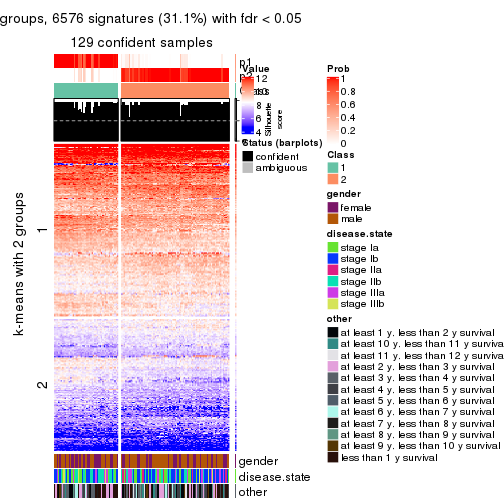 groups, 6576 signatures (31.1%) with fdr < 0.05
129 confident samples
p1
p2
Silhouette
score
k-means with 2 groups
1
2
gender
disease.state
other
Value
12
10
8
6
4
Status (barplots)
confident
ambiguous
Prob
1
0.8
0.6
0.4
0.2
0
Class
1
2
gender
female
male
disease.state
stage Ia
stage Ib
stage IIa
stage IIb
stage IIIa
stage IIIb
other
at least 1 y. less than 2 y survival
at least 10 y. less than 11 y surviva
at least 11 y. less than 12 y surviva
at least 2 y. less than 3 y survival
at least 3 y. less than 4 y survival
at least 4 y. less than 5 y survival
at least 5 y. less than 6 y survival
at least 6 y. less than 7 y survival
at least 7 y. less than 8 y survival
at least 8 y. less than 9 y survival
at least 9 y. less than 10 y survival
less than 1 y survival